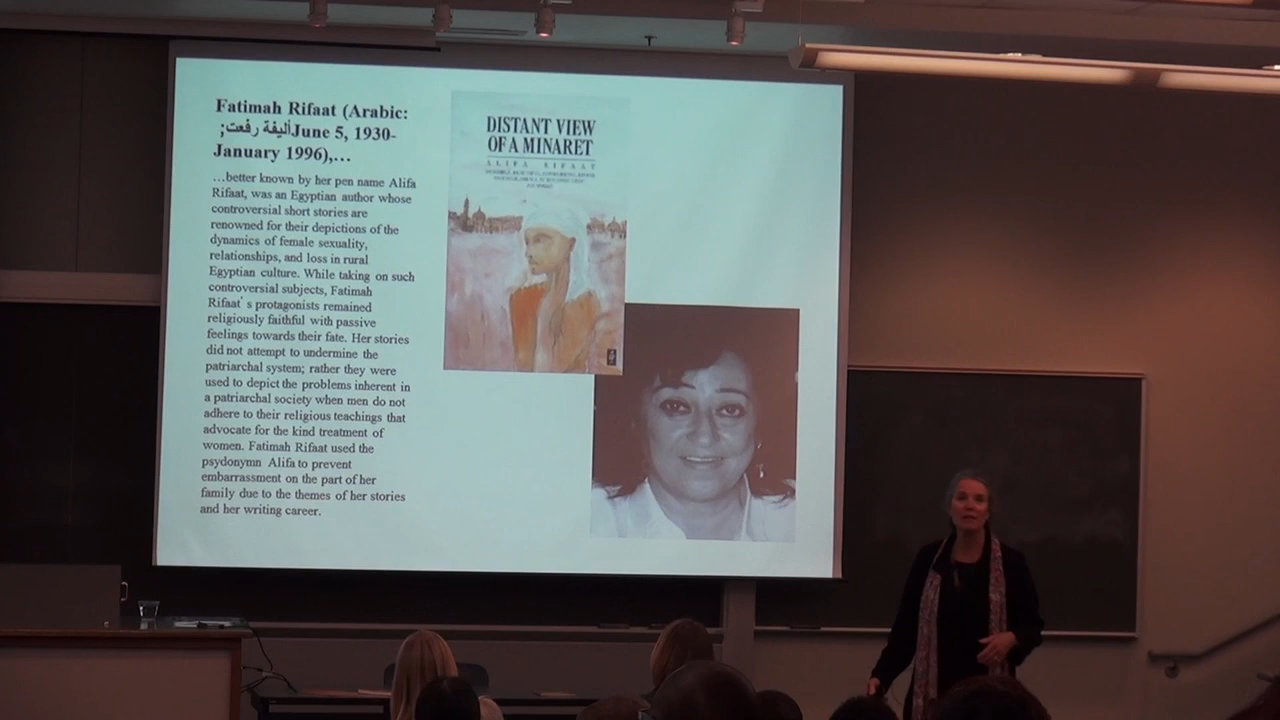 Fatimah Rifaat (Arabic:
أليفة رفعت; June 5, 1930-
January 1996),...
...better known by her pen name Alifa
Rifaat, was an Egyptian author whose
controversial short stories are
renowned for their depictions of the
dynamics of female sexuality,
relationships, and loss in rural
Egyptian culture. While taking on such
controversial subjects, Fatimah
Rifaat's protagonists remained
religiously faithful with passive
feelings towards their fate. Her stories
did not attempt to undermine the
patriarchal system; rather they were
used to depict the problems inherent in
a patriarchal society when men do not
adhere to their religious teachings that
advocate for the kind treatment of
women. Fatimah Rifaat used the
psydonymn Alifa to prevent
embarrassment on the part of her
family due to the themes of her stories
and her writing career.
DISTANT VIEW
OF A MINARET
ALIFA RIFAAT